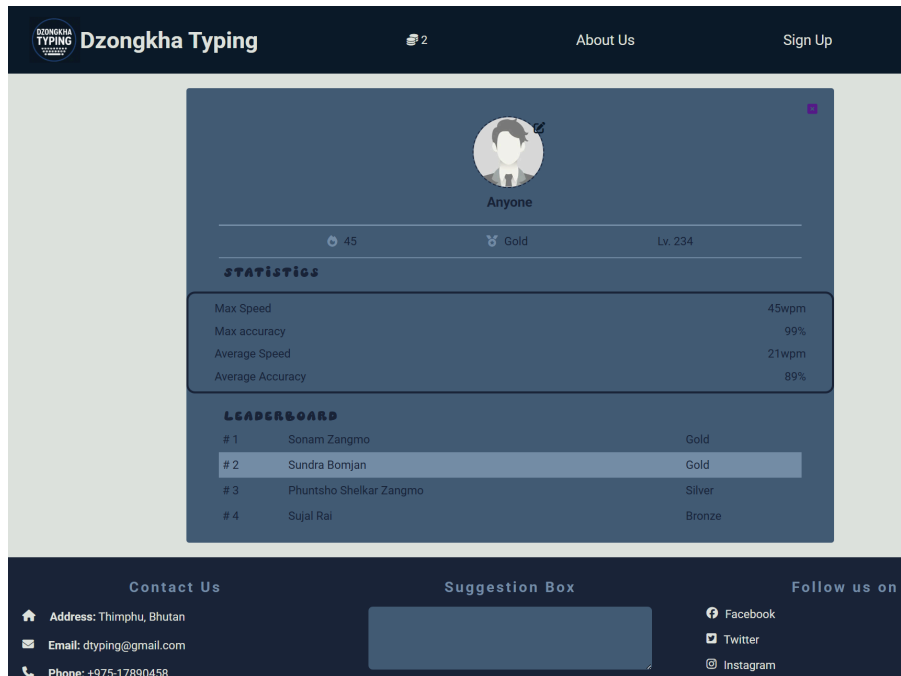 DZONGKHA
TYPING
Dzongkha Typing
2
About Us
Sign Up
Anyone
45
Gold
Lv. 234
STATISTICS
Max Speed 45wpm
Max accuracy 99%
Average Speed 21wpm
Average Accuracy 89%
LEADERBOARD
# 1 Sonam Zangmo Gold
# 2 Sundra Bomjan Gold
# 3 Phuntsho Shelkar Zangmo Silver
# 4 Sujal Rai Bronze
Contact Us
Address: Thimphu, Bhutan
Email: dtyping@gmail.com
Phone: +975-17890458
Suggestion Box
Follow us on
Facebook
Twitter
Instagram